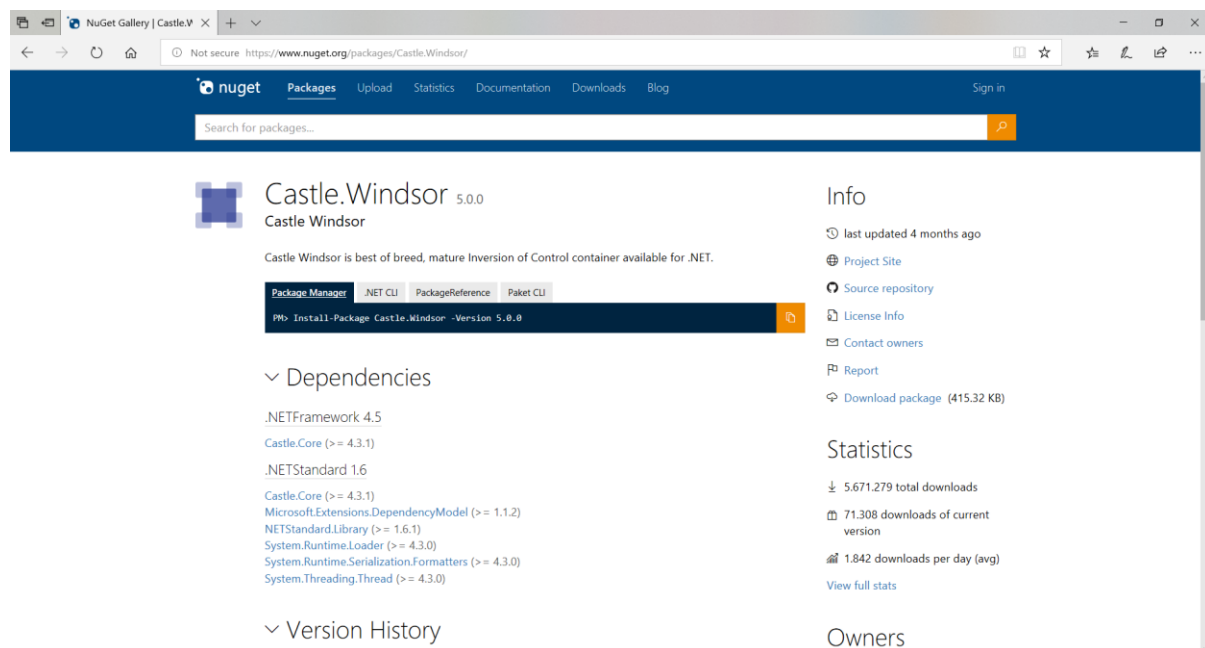 NuGet Gallery | Castle.W
Not secure https://www.nuget.org/packages/Castle.Windsor/
nuget Packages Upload Statistics Documentation Downloads Blog Sign in
Search for packages...
Castle.Windsor 5.0.0
Castle Windsor
Castle Windsor is best of breed, mature Inversion of Control container available for .NET.
Package Manager .NET CLI PackageReference Paket CLI
PM> Install-Package Castle.Windsor -Version 5.0.0
Dependencies
.NETFramework 4.5
Castle.Core (>= 4.3.1)
.NETStandard 1.6
Castle.Core (>= 4.3.1)
Microsoft.Extensions.DependencyModel (>= 1.1.2)
NETStandard.Library (>= 1.6.1)
System.Runtime.Loader (>= 4.3.0)
System.Runtime.Serialization.Formatters (>= 4.3.0)
System.Threading.Thread (>= 4.3.0)
Version History
Info
last updated 4 months ago
Project Site
Source repository
License Info
Contact owners
Report
Download package (415.32 KB)
Statistics
5.671.279 total downloads
71.308 downloads of current
version
1.842 downloads per day (avg)
View full stats
Owners